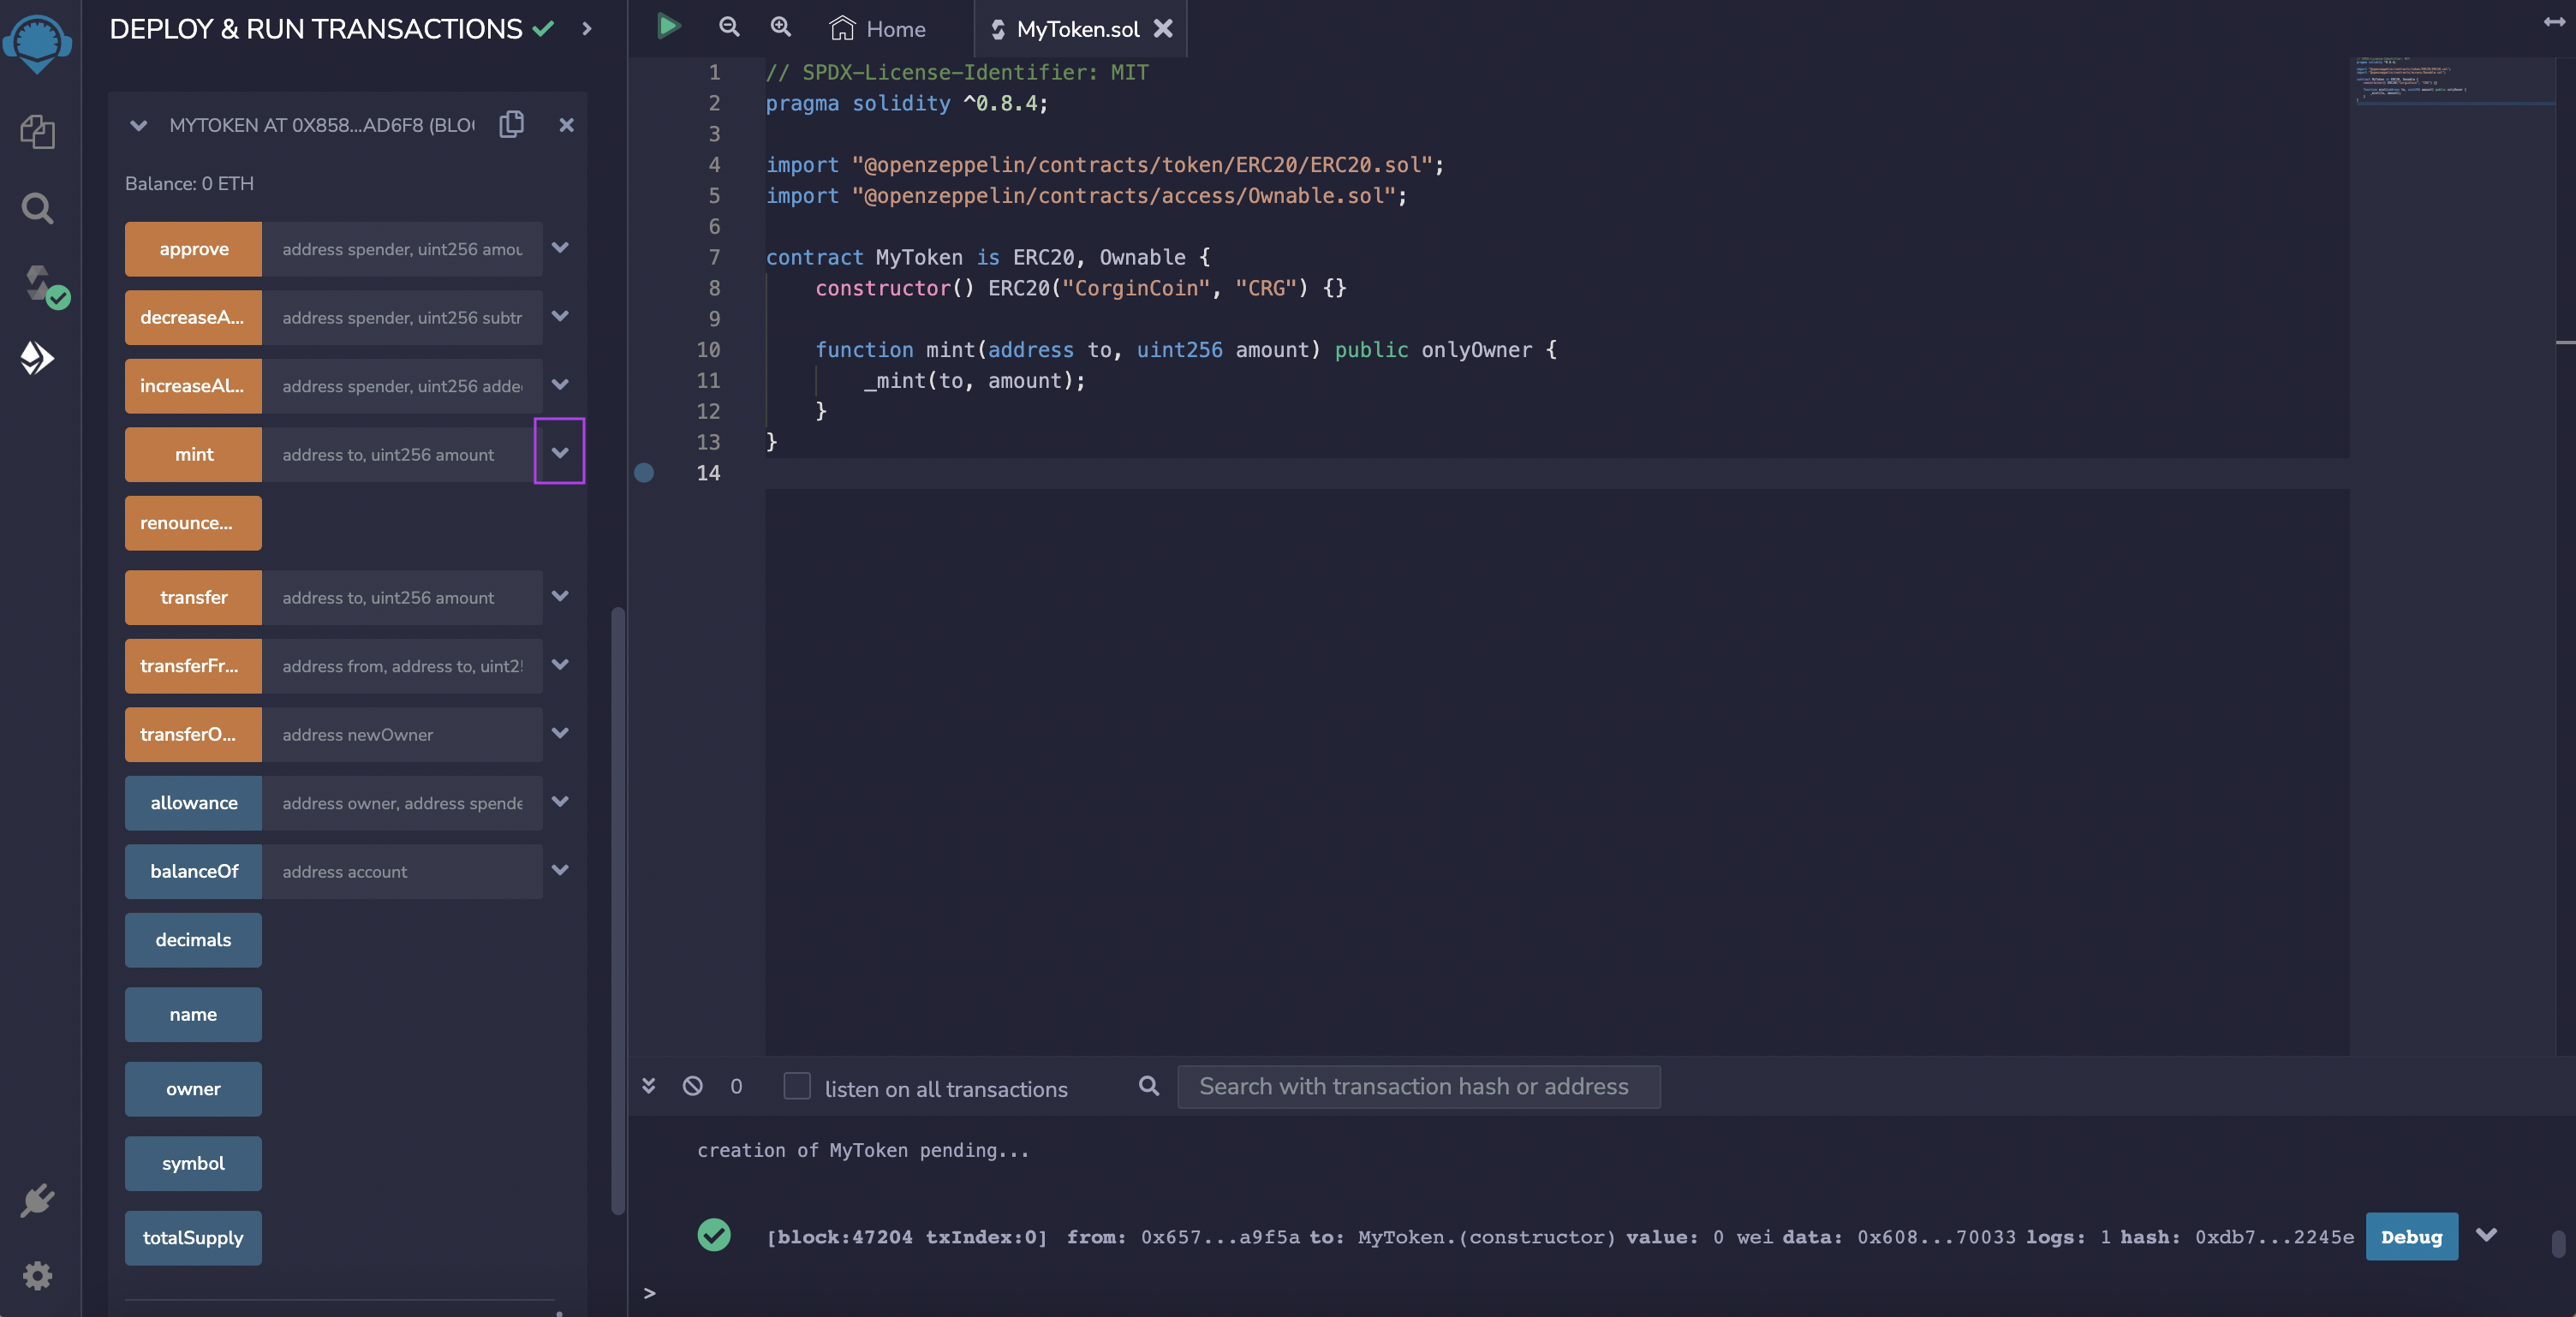 DEPLOY & RUN TRANSACTIONS
MYTOKEN AT 0X858...AD6F8 (BLO
Balance: 0 ETH
approve address spender, uint256 amou
decreaseA... address spender, uint256 subtr
increaseAl... address spender, uint256 adde
mint address to, uint256 amount
renounce...
transfer address to, uint256 amount
transferFr... address from, address to, uint25
transferO... address newOwner
allowance address owner, address spende
balanceOf address account
decimals
name
owner
symbol
totalSupply
Home MyToken.sol
1 // SPDX-License-Identifier: MIT
2 pragma solidity ^0.8.4;
3
4 import "@openzeppelin/contracts/token/ERC20/ERC20.sol";
5 import "@openzeppelin/contracts/access/Ownable.sol";
6
7 contract MyToken is ERC20, Ownable {
8 constructor() ERC20("CorginCoin", "CRG") {}
9
10 function mint(address to, uint256 amount) public onlyOwner {
11 _mint(to, amount);
12 }
13 }
14
0 listen on all transactions Search with transaction hash or address
creation of MyToken pending...
[block:47204 txIndex:0] from: 0x657...a9f5a to: MyToken.(constructor) value: 0 wei data: 0x608...70033 logs: 1 hash: 0xdb7...2245e Debug
>